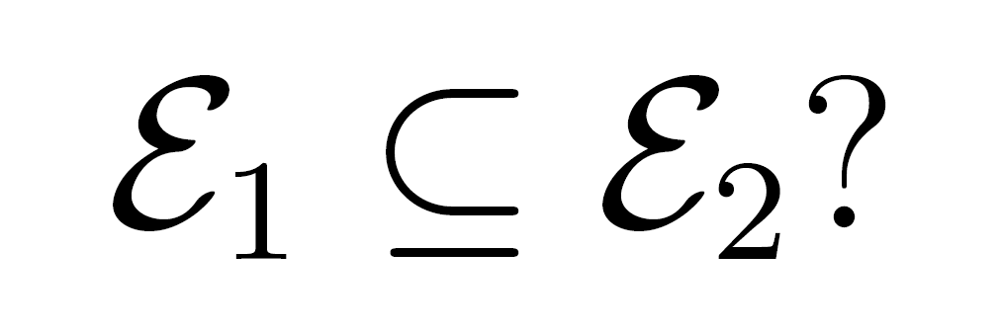 ℰ₁ ⊆ ℰ₂?